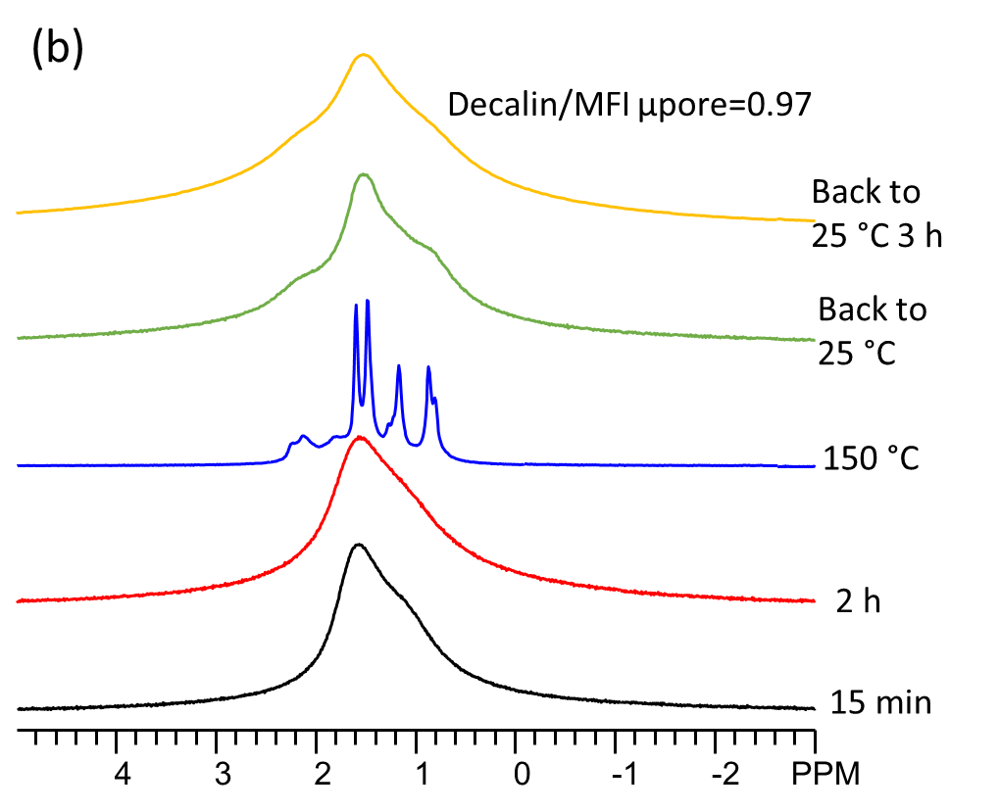 (b)
Decalin/MFI µpore=0.97
Back to
25 °C 3 h
Back to
25 °C
150 °C
2 h
15 min
4 3 2 1 0 -1 -2 PPM